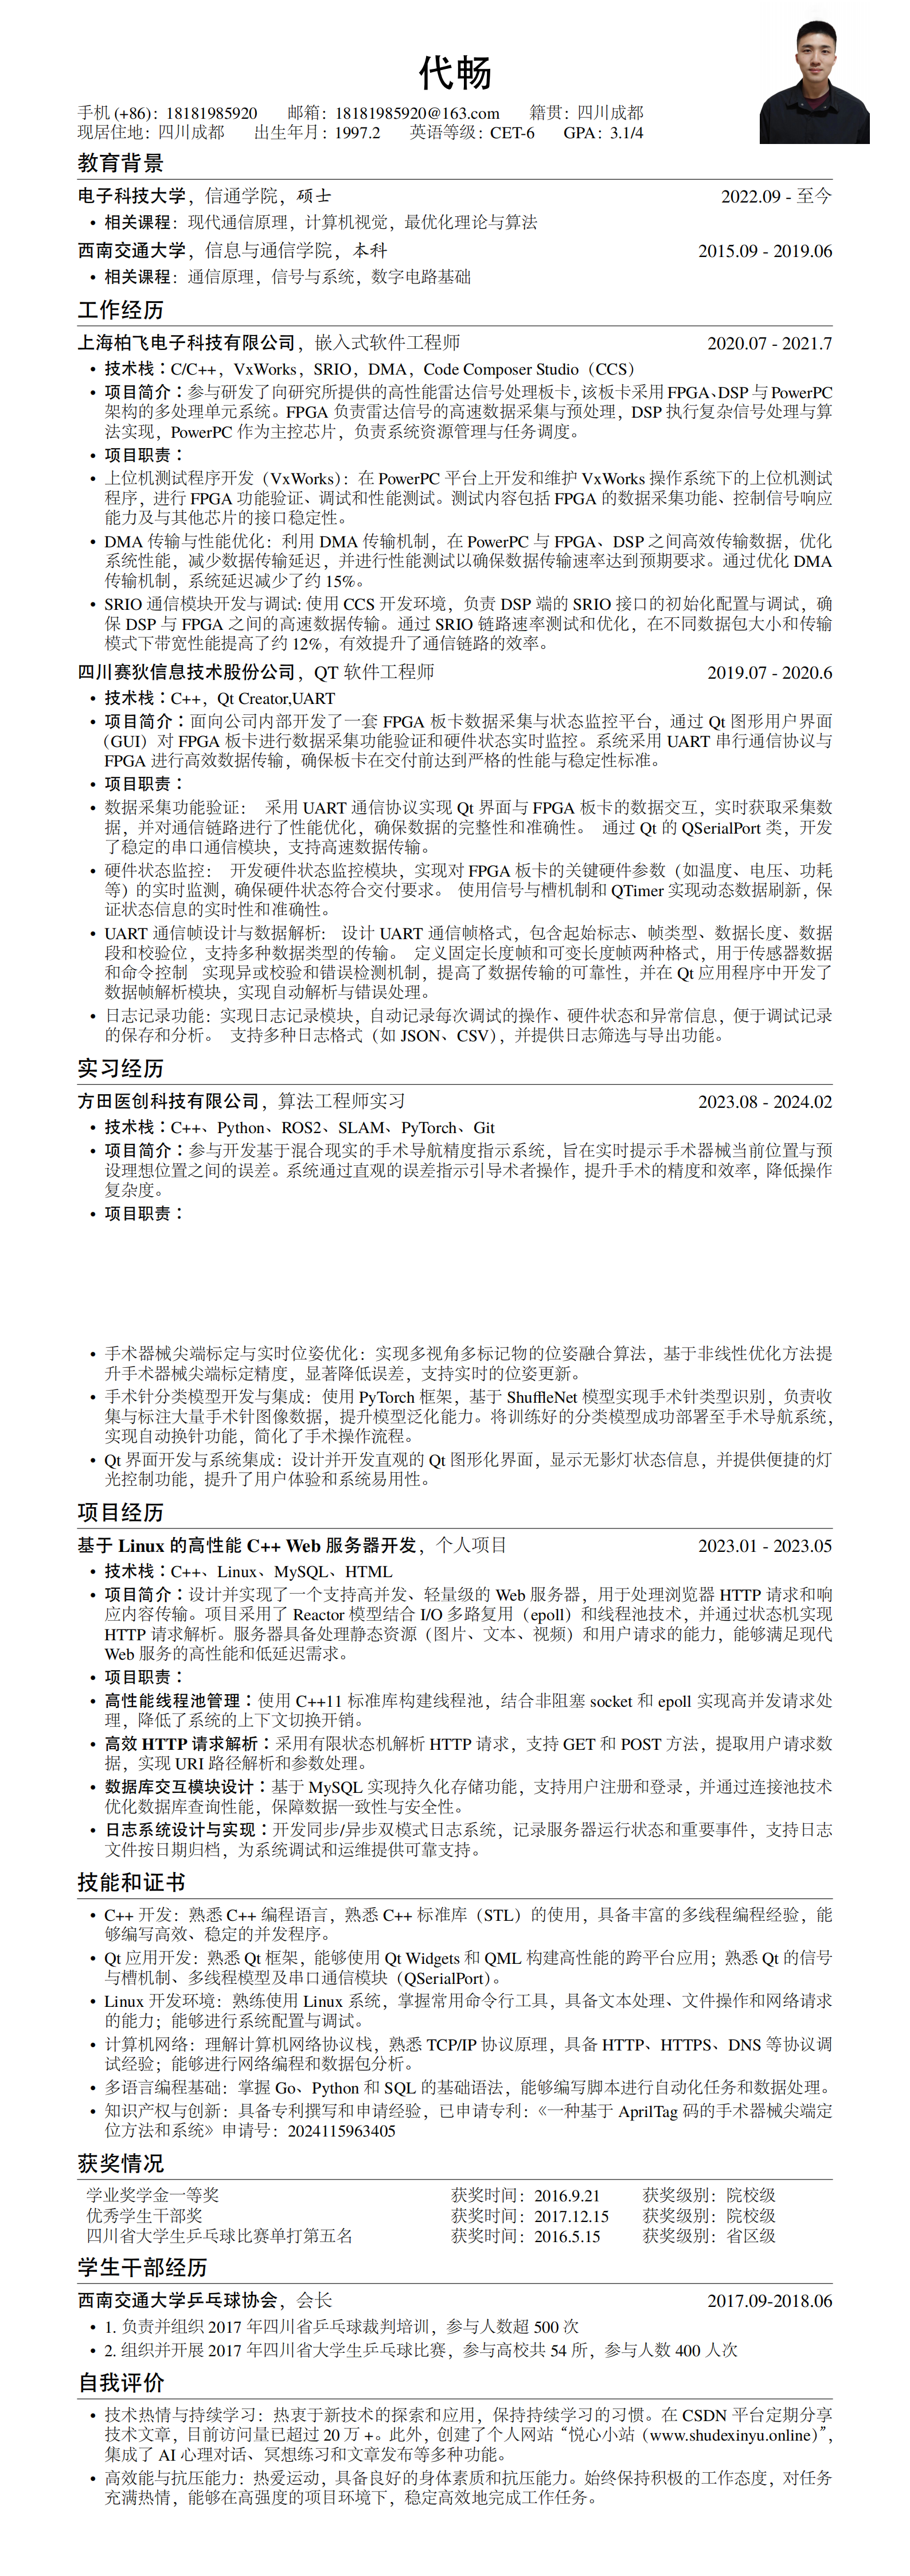 代畅
手机 (+86)：18181985920 邮箱：18181985920@163.com 籍贯：四川成都
现居住地：四川成都 出生年月：1997.2 英语等级：CET-6 GPA：3.1/4
教育背景
电子科技大学，信通学院，硕士 2022.09 - 至今
• 相关课程：现代通信原理，计算机视觉，最优化理论与算法
西南交通大学，信息与通信学院，本科 2015.09 - 2019.06
• 相关课程：通信原理，信号与系统，数字电路基础
工作经历
上海柏飞电子科技有限公司，嵌入式软件工程师 2020.07 - 2021.7
• 技术栈：C/C++，VxWorks，SRIO，DMA，Code Composer Studio（CCS）
• 项目简介：参与研发了向研究所提供的高性能雷达信号处理板卡，该板卡采用 FPGA、DSP 与 PowerPC
架构的多处理单元系统。FPGA 负责雷达信号的高速数据采集与预处理，DSP 执行复杂信号处理与算
法实现，PowerPC 作为主控芯片，负责系统资源管理与任务调度。
• 项目职责：
• 上位机测试程序开发（VxWorks）：在 PowerPC 平台上开发和维护 VxWorks 操作系统下的上位机测试
程序，进行 FPGA 功能验证、调试和性能测试。测试内容包括 FPGA 的数据采集功能、控制信号响应
能力及与其他芯片的接口稳定性。
• DMA 传输与性能优化：利用 DMA 传输机制，在 PowerPC 与 FPGA、DSP 之间高效传输数据，优化
系统性能，减少数据传输延迟，并进行性能测试以确保数据传输速率达到预期要求。通过优化 DMA
传输机制，系统延迟减少了约 15%。
• SRIO 通信模块开发与调试: 使用 CCS 开发环境，负责 DSP 端的 SRIO 接口的初始化配置与调试，确
保 DSP 与 FPGA 之间的高速数据传输。通过 SRIO 链路速率测试和优化，在不同数据包大小和传输
模式下带宽性能提高了约 12%，有效提升了通信链路的效率。
四川赛狄信息技术股份公司，QT 软件工程师 2019.07 - 2020.6
• 技术栈：C++，Qt Creator,UART
• 项目简介：面向公司内部开发了一套 FPGA 板卡数据采集与状态监控平台，通过 Qt 图形用户界面
（GUI）对 FPGA 板卡进行数据采集功能验证和硬件状态实时监控。系统采用 UART 串行通信协议与
FPGA 进行高效数据传输，确保板卡在交付前达到严格的性能与稳定性标准。
• 项目职责：
• 数据采集功能验证： 采用 UART 通信协议实现 Qt 界面与 FPGA 板卡的数据交互，实时获取采集数
据，并对通信链路进行了性能优化，确保数据的完整性和准确性。 通过 Qt 的 QSerialPort 类，开发
了稳定的串口通信模块，支持高速数据传输。
• 硬件状态监控： 开发硬件状态监控模块，实现对 FPGA 板卡的关键硬件参数（如温度、电压、功耗
等）的实时监测，确保硬件状态符合交付要求。 使用信号与槽机制和 QTimer 实现动态数据刷新，保
证状态信息的实时性和准确性。
• UART 通信帧设计与数据解析： 设计 UART 通信帧格式，包含起始标志、帧类型、数据长度、数据
段和校验位，支持多种数据类型的传输。 定义固定长度帧和可变长度帧两种格式，用于传感器数据
和命令控制 实现异或校验和错误检测机制，提高了数据传输的可靠性，并在 Qt 应用程序中开发了
数据帧解析模块，实现自动解析与错误处理。
• 日志记录功能：实现日志记录模块，自动记录每次调试的操作、硬件状态和异常信息，便于调试记录
的保存和分析。 支持多种日志格式（如 JSON、CSV），并提供日志筛选与导出功能。
实习经历
方田医创科技有限公司，算法工程师实习 2023.08 - 2024.02
• 技术栈：C++、Python、ROS2、SLAM、PyTorch、Git
• 项目简介：参与开发基于混合现实的手术导航精度指示系统，旨在实时提示手术器械当前位置与预
设理想位置之间的误差。系统通过直观的误差指示引导术者操作，提升手术的精度和效率，降低操作
复杂度。
• 项目职责：
• 手术器械尖端标定与实时位姿优化：实现多视角多标记物的位姿融合算法，基于非线性优化方法提
升手术器械尖端标定精度，显著降低误差，支持实时的位姿更新。
• 手术针分类模型开发与集成：使用 PyTorch 框架，基于 ShuffleNet 模型实现手术针类型识别，负责收
集与标注大量手术针图像数据，提升模型泛化能力。将训练好的分类模型成功部署至手术导航系统，
实现自动换针功能，简化了手术操作流程。
• Qt 界面开发与系统集成：设计并开发直观的 Qt 图形化界面，显示无影灯状态信息，并提供便捷的灯
光控制功能，提升了用户体验和系统易用性。
项目经历
基于 Linux 的高性能 C++ Web 服务器开发，个人项目 2023.01 - 2023.05
• 技术栈：C++、Linux、MySQL、HTML
• 项目简介：设计并实现了一个支持高并发、轻量级的 Web 服务器，用于处理浏览器 HTTP 请求和响
应内容传输。项目采用了 Reactor 模型结合 I/O 多路复用（epoll）和线程池技术，并通过状态机实现
HTTP 请求解析。服务器具备处理静态资源（图片、文本、视频）和用户请求的能力，能够满足现代
Web 服务的高性能和低延迟需求。
• 项目职责：
• 高性能线程池管理：使用 C++11 标准库构建线程池，结合非阻塞 socket 和 epoll 实现高并发请求处
理，降低了系统的上下文切换开销。
• 高效 HTTP 请求解析：采用有限状态机解析 HTTP 请求，支持 GET 和 POST 方法，提取用户请求数
据，实现 URI 路径解析和参数处理。
• 数据库交互模块设计：基于 MySQL 实现持久化存储功能，支持用户注册和登录，并通过连接池技术
优化数据库查询性能，保障数据一致性与安全性。
• 日志系统设计与实现：开发同步/异步双模式日志系统，记录服务器运行状态和重要事件，支持日志
文件按日期归档，为系统调试和运维提供可靠支持。
技能和证书
• C++ 开发：熟悉 C++ 编程语言，熟悉 C++ 标准库（STL）的使用，具备丰富的多线程编程经验，能
够编写高效、稳定的并发程序。
• Qt 应用开发：熟悉 Qt 框架，能够使用 Qt Widgets 和 QML 构建高性能的跨平台应用；熟悉 Qt 的信号
与槽机制、多线程模型及串口通信模块（QSerialPort）。
• Linux 开发环境：熟练使用 Linux 系统，掌握常用命令行工具，具备文本处理、文件操作和网络请求
的能力；能够进行系统配置与调试。
• 计算机网络：理解计算机网络协议栈，熟悉 TCP/IP 协议原理，具备 HTTP、HTTPS、DNS 等协议调
试经验；能够进行网络编程和数据包分析。
• 多语言编程基础：掌握 Go、Python 和 SQL 的基础语法，能够编写脚本进行自动化任务和数据处理。
• 知识产权与创新：具备专利撰写和申请经验，已申请专利：《一种基于 AprilTag 码的手术器械尖端定
位方法和系统》申请号：2024115963405
获奖情况
学业奖学金一等奖 获奖时间：2016.9.21 获奖级别：院校级
优秀学生干部奖 获奖时间：2017.12.15 获奖级别：院校级
四川省大学生乒乓球比赛单打第五名 获奖时间：2016.5.15 获奖级别：省区级
学生干部经历
西南交通大学乒乓球协会，会长 2017.09-2018.06
• 1. 负责并组织 2017 年四川省乒乓球裁判培训，参与人数超 500 次
• 2. 组织并开展 2017 年四川省大学生乒乓球比赛，参与高校共 54 所，参与人数 400 人次
自我评价
• 技术热情与持续学习：热衷于新技术的探索和应用，保持持续学习的习惯。在 CSDN 平台定期分享
技术文章，目前访问量已超过 20 万 +。此外，创建了个人网站“悦心小站（www.shudexinyu.online）”，
集成了 AI 心理对话、冥想练习和文章发布等多种功能。
• 高效能与抗压能力：热爱运动，具备良好的身体素质和抗压能力。始终保持积极的工作态度，对任务
充满热情，能够在高强度的项目环境下，稳定高效地完成工作任务。